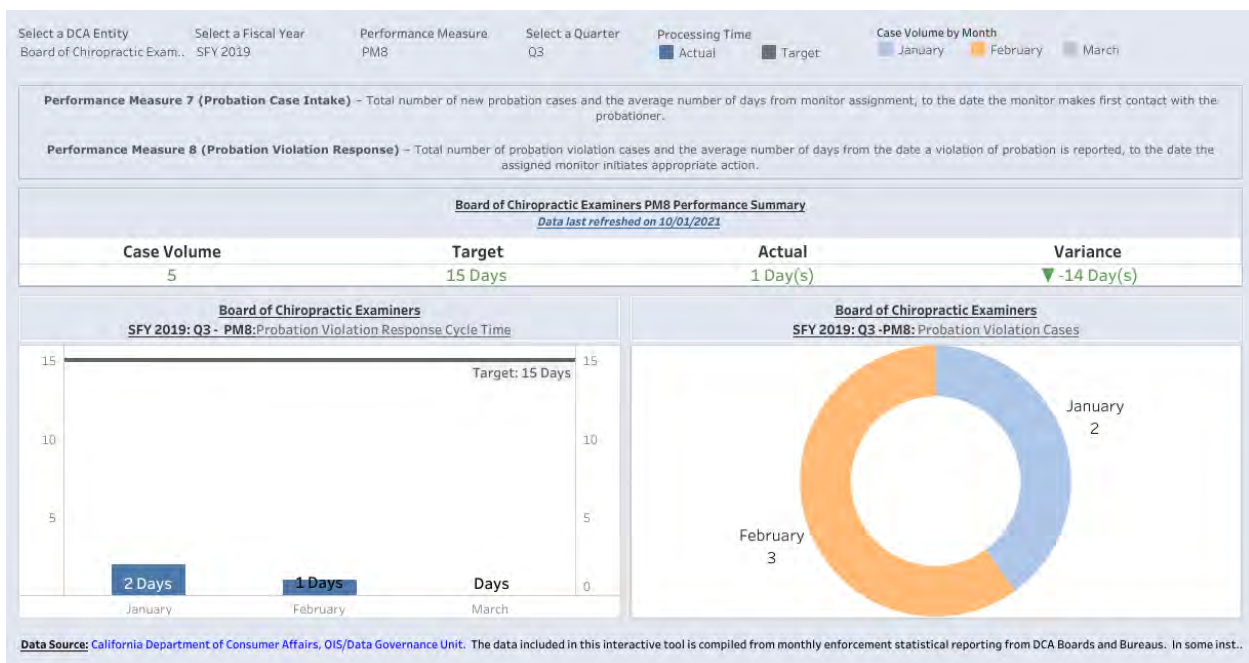 Select a DCA Entity
Select a Fiscal Year
Performance Measure
Select a Quarter
Processing Time
Case Volume by Month
Board of Chiropractic Exam..
SFY 2019
PM8
Q3
Actual
Target
January
February
March
Performance Measure 7 (Probation Case Intake) – Total number of new probation cases and the average number of days from monitor assignment, to the date the monitor makes first contact with the
probationer.
Performance Measure 8 (Probation Violation Response) – Total number of probation violation cases and the average number of days from the date a violation of probation is reported, to the date the
assigned monitor initiates appropriate action.
Board of Chiropractic Examiners PM8 Performance Summary
Data last refreshed on 10/01/2021
Case Volume
Target
Actual
Variance
5
15 Days
1 Day(s)
▼ -14 Day(s)
Board of Chiropractic Examiners
SFY 2019: Q3 - PM8:Probation Violation Response Cycle Time
15
15
Target: 15 Days
10
10
5
5
2 Days
1 Days
Days
0
January
February
March
Board of Chiropractic Examiners
SFY 2019: Q3 -PM8: Probation Violation Cases
January
2
February
3
Data Source: California Department of Consumer Affairs, OIS/Data Governance Unit. The data included in this interactive tool is compiled from monthly enforcement statistical reporting from DCA Boards and Bureaus. In some inst..